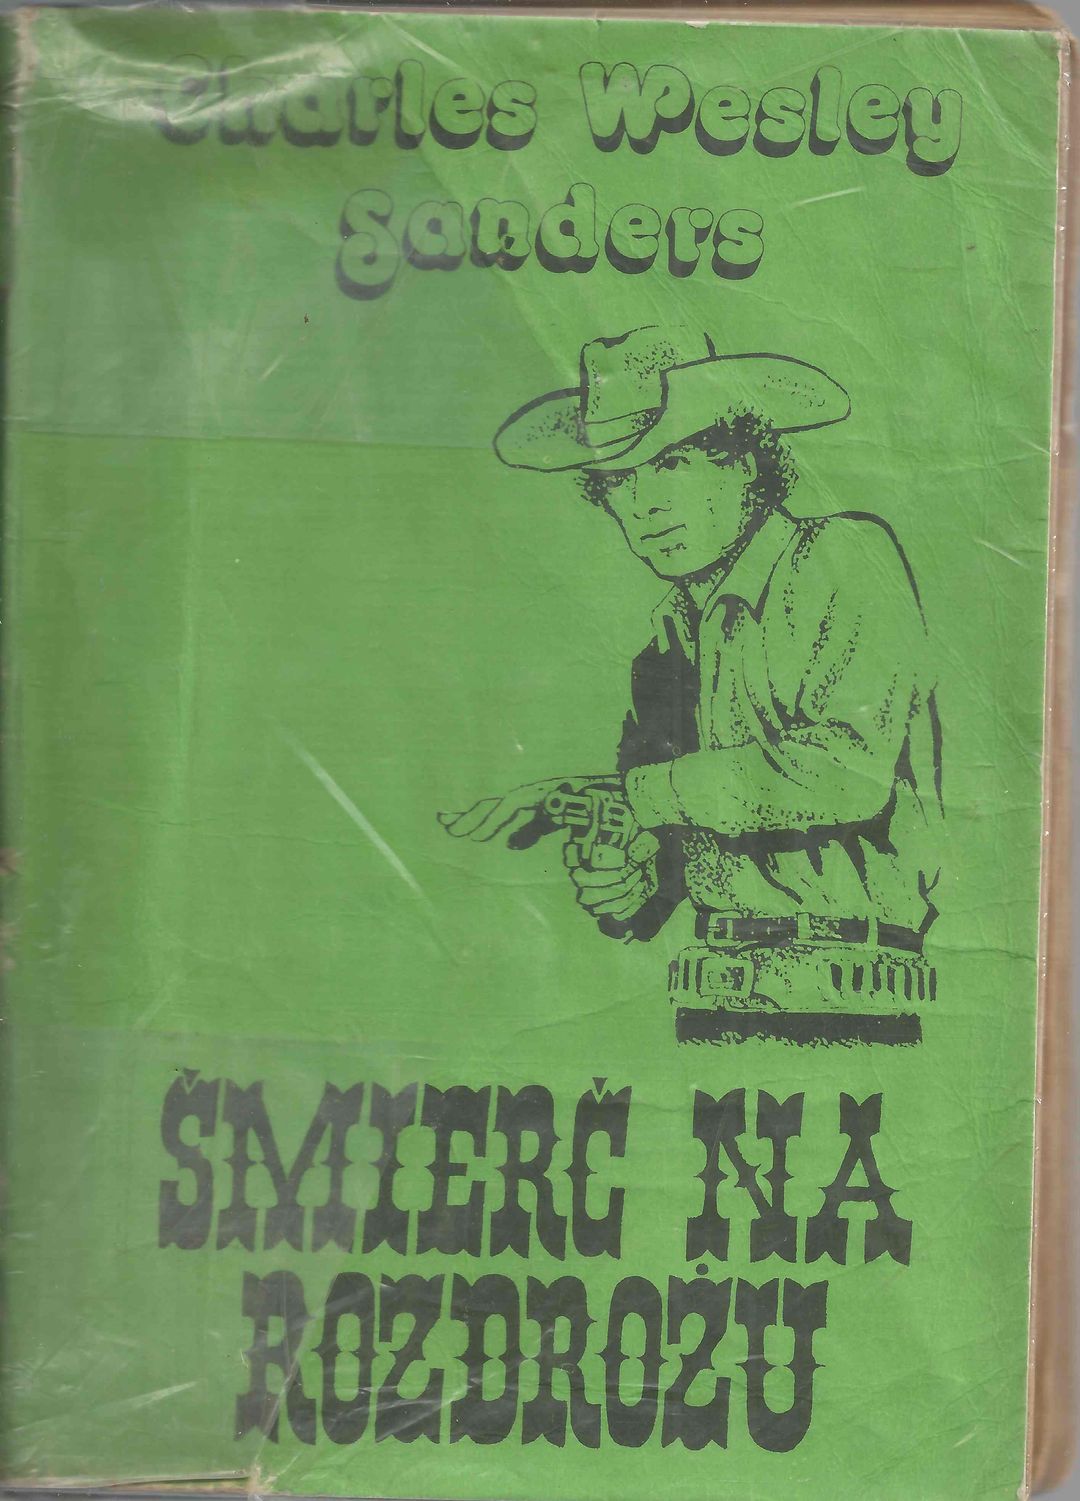 Charles Wesley
Sanders
ŚMIERĆ NA
ROZDROŻU